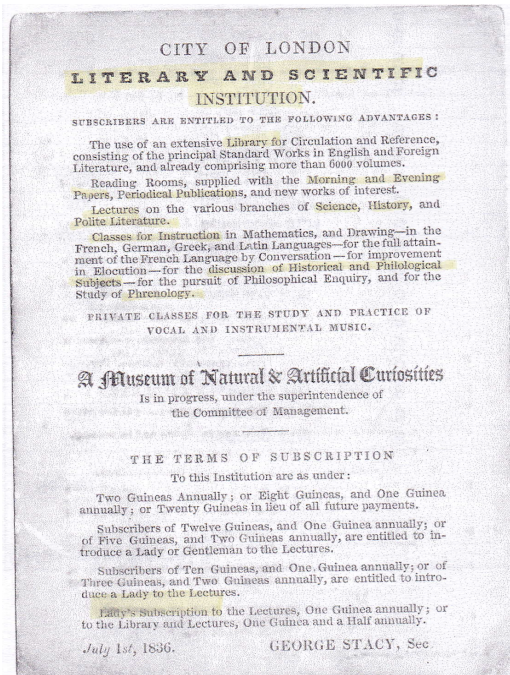 CITY OF LONDON
LITERARY AND SCIENTIFIC
INSTITUTION.
SUBSCRIBERS ARE ENTITLED TO THE FOLLOWING ADVANTAGES :
The use of an extensive Library for Circulation and Reference,
consisting of the principal Standard Works in English and Foreign
Literature, and already comprising more than 6000 volumes.
Reading Rooms, supplied with the Morning and Evening
Papers, Periodical Publications, and new works of interest.
Lectures on the various branches of Science, History, and
Polite Literature.
Classes for Instruction in Mathematics, and Drawing—in the
French, German, Greek, and Latin Languages—for the full attain-
ment of the French Language by Conversation—for improvement
in Elocution—for the discussion of Historical and Philological
Subjects—for the pursuit of Philosophical Enquiry, and for the
Study of Phrenology.
PRIVATE CLASSES FOR THE STUDY AND PRACTICE OF
VOCAL AND INSTRUMENTAL MUSIC.
A Museum of Natural & Artificial Curiosities
Is in progress, under the superintendence of
the Committee of Management.
THE TERMS OF SUBSCRIPTION
To this Institution are as under:
Two Guineas Annually ; or Eight Guineas, and One Guinea
annually ; or Twenty Guineas in lieu of all future payments.
Subscribers of Twelve Guineas, and One Guinea annually; or
of Five Guineas, and Two Guineas annually, are entitled to in-
troduce a Lady or Gentleman to the Lectures.
Subscribers of Ten Guineas, and One Guinea annually; or of
Three Guineas, and Two Guineas annually, are entitled to intro-
duce a Lady to the Lectures.
Lady's Subscription to the Lectures, One Guinea annually ; or
to the Library and Lectures, One Guinea and a Half annually.
July 1st, 1836. GEORGE STACY, Sec